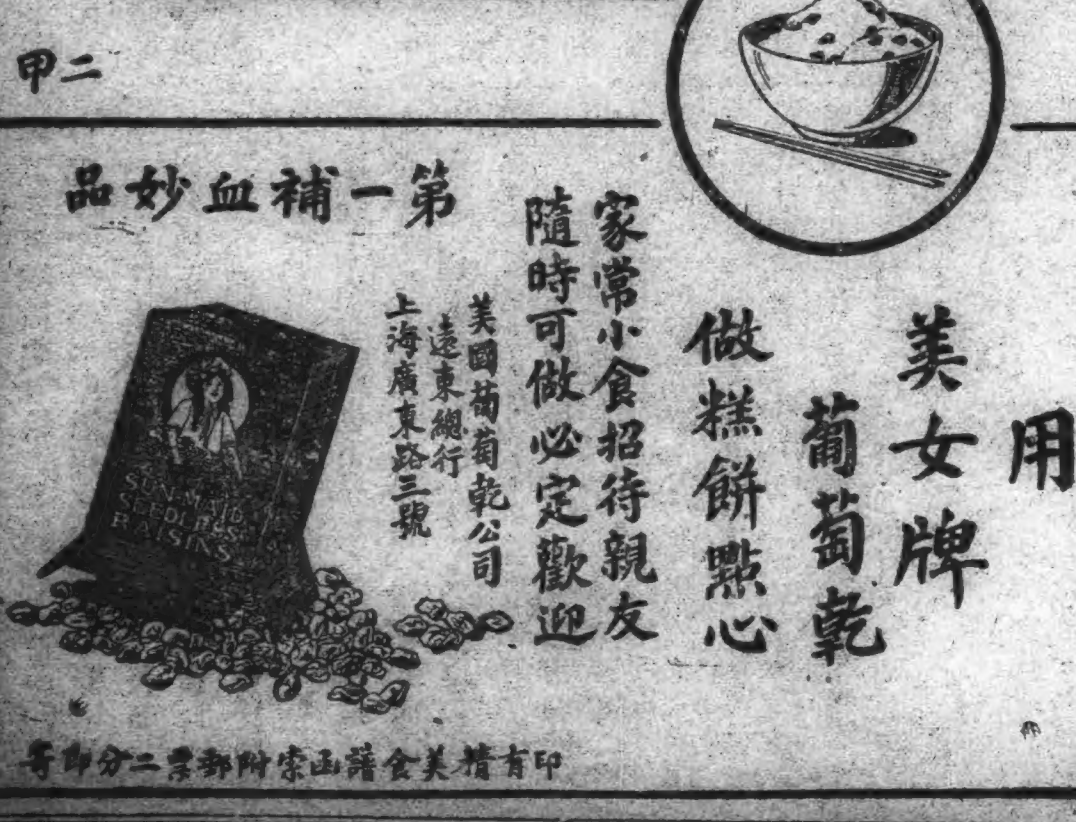 甲二
用
美女牌
葡萄乾
做糕餅點心
家常小食招待親友
隨時可做必定歡迎
第一補血妙品
美國葡萄乾公司
遠東總行
上海廣東路三號
SUN-MAID
SEEDLESS
RAISINS
印有精美食譜函索附郵票二分即寄